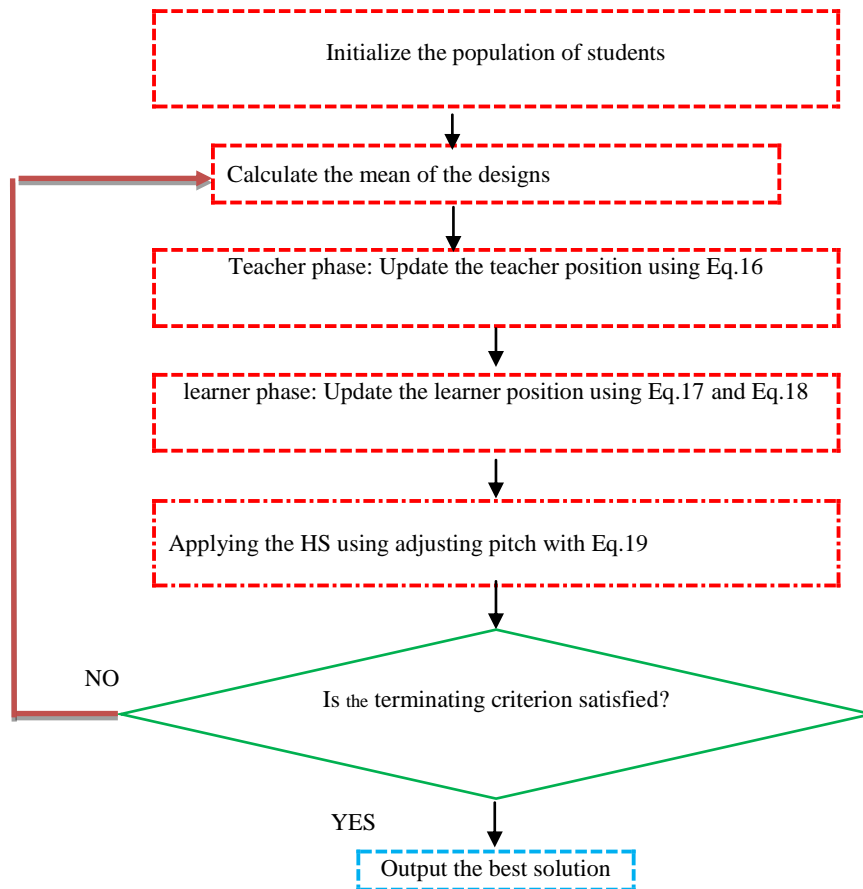 Initialize the population of students
Calculate the mean of the designs
Teacher phase: Update the teacher position using Eq.16
learner phase: Update the learner position using Eq.17 and Eq.18
Applying the HS using adjusting pitch with Eq.19
NO
Is the terminating criterion satisfied?
YES
Output the best solution